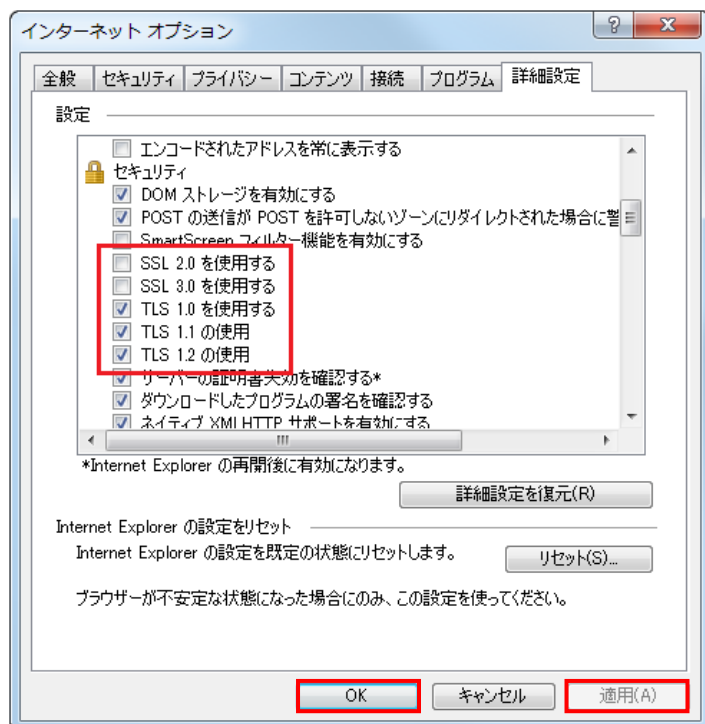 インターネット オプション
全般 セキュリティ プライバシー コンテンツ 接続 プログラム 詳細設定
設定
エンコードされたアドレスを常に表示する
セキュリティ
DOM ストレージを有効にする
POST の送信が POST を許可しないゾーンにリダイレクトされた場合に警
SmartScreen フィルター機能を有効にする
SSL 2.0 を使用する
SSL 3.0 を使用する
TLS 1.0 を使用する
TLS 1.1 の使用
TLS 1.2 の使用
サーバーの証明書失効を確認する*
ダウンロードしたプログラムの署名を確認する
ネイティブ XMLHTTP サポートを有効にする
*Internet Explorer の再開後に有効になります。
詳細設定を復元(R)
Internet Explorer の設定をリセット
Internet Explorer の設定を既定の状態にリセットします。
リセット(S)...
ブラウザーが不安定な状態になった場合にのみ、この設定を使ってください。
OK キャンセル 適用(A)